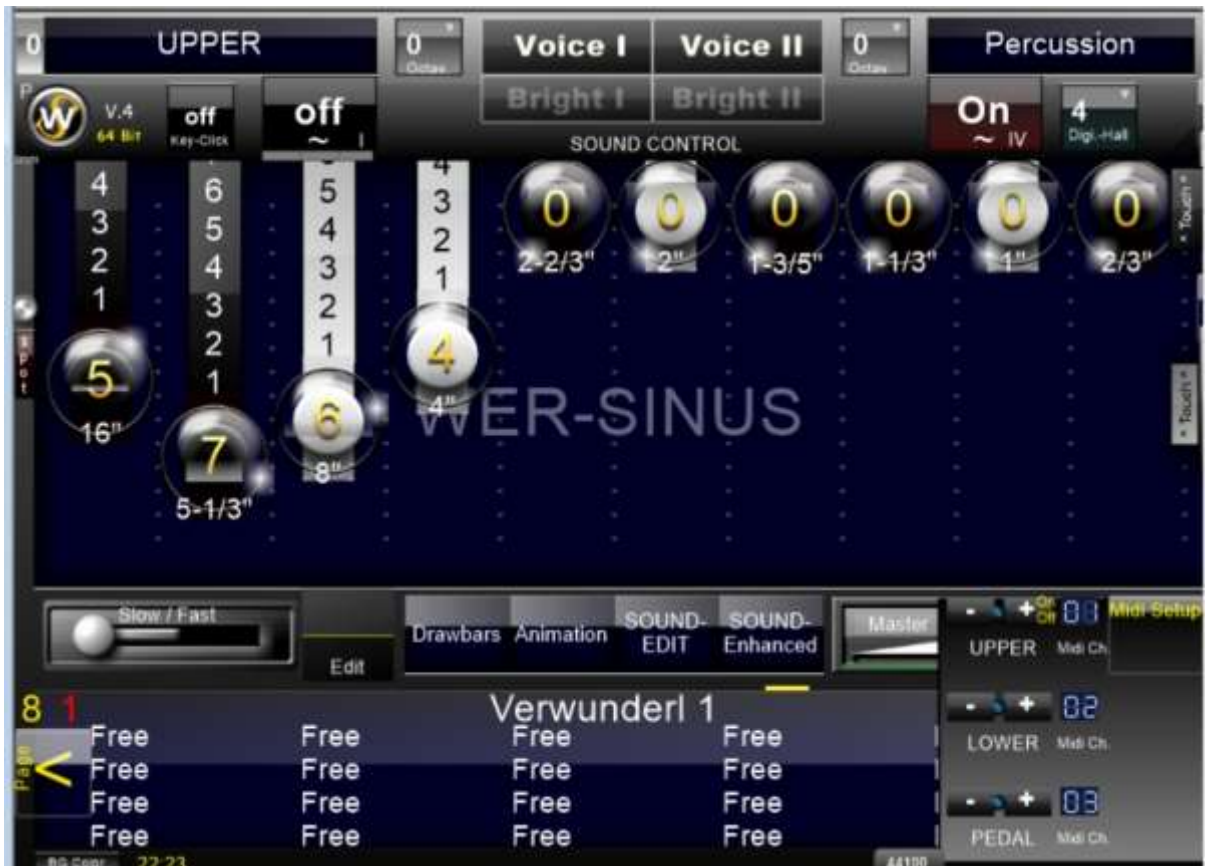 0 UPPER 0 Voice I Voice II 0 Percussion
Octav. Octav.
Bright I Bright II
W V.4 off off On 4
64 Bit Key-Click ~ I ~ IV Digi.-Hall
SOUND CONTROL
4 6 5 4 0 0 0 0 0 0
3 5 4 3
2 4 3 2 2-2/3" 2" 1-3/5" 1-1/3" 1" 2/3"
1 3 2 1
5 2 1 4
16" 1 6 4"
7 8"
5-1/3"
WER-SINUS
^ Touch ^
^ Touch ^
Slow / Fast
Edit
Drawbars Animation SOUND-EDIT SOUND-Enhanced
Master
- + On Off 01 Midi Setup
UPPER Midi Ch.
8 1 Verwunderl 1
Page <
Free Free Free Free
Free Free Free Free
Free Free Free Free
Free Free Free Free
- + 02
LOWER Midi Ch.
- + 03
PEDAL Midi Ch.
BG Color 22:23 44100